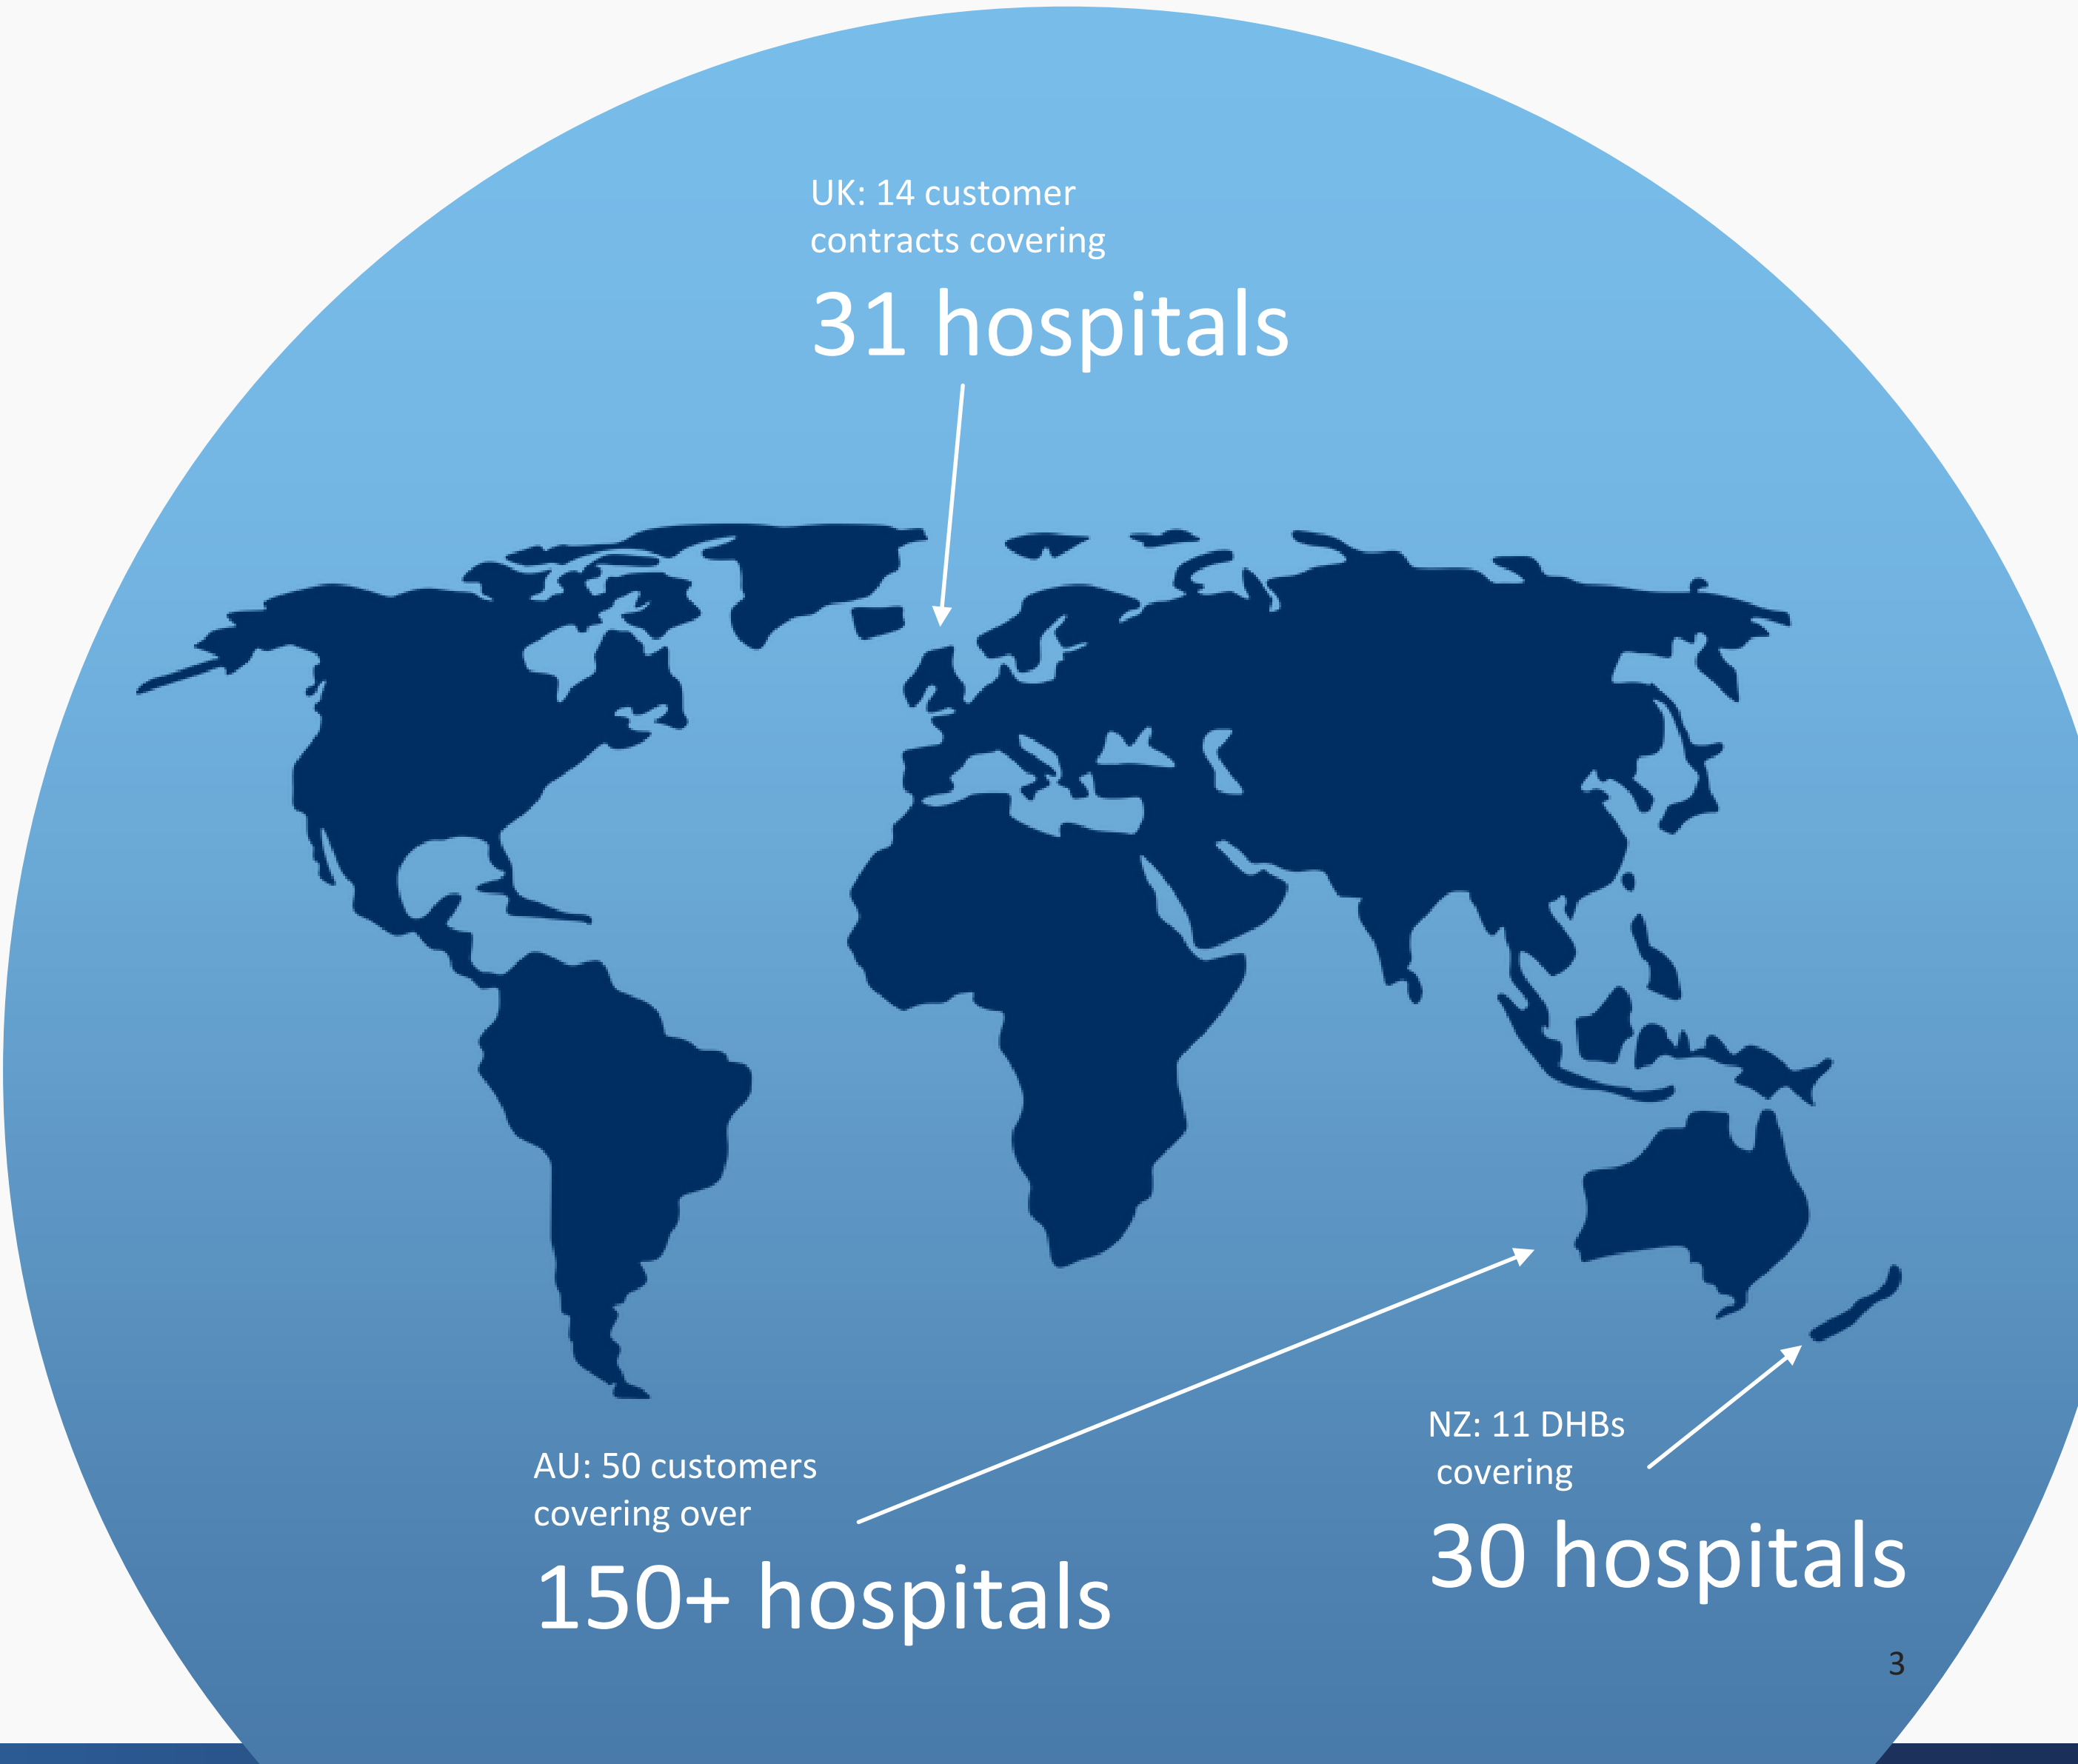 UK: 14 customer
contracts covering
31 hospitals
AU: 50 customers
covering over
150+ hospitals
NZ: 11 DHBs
covering
30 hospitals
3